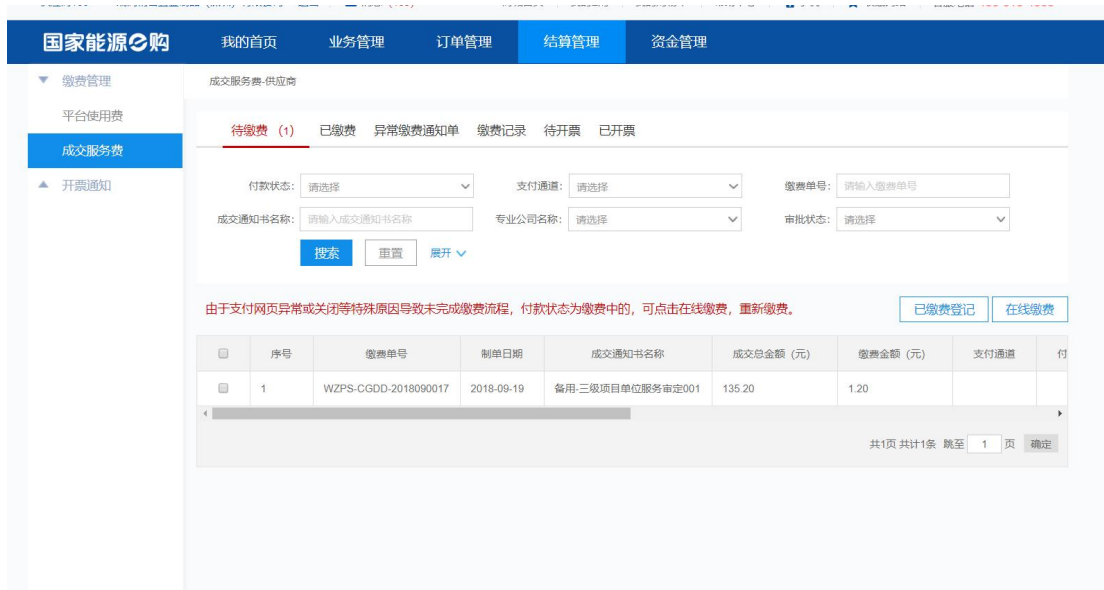 国家能源e购 我的首页 业务管理 订单管理 结算管理 资金管理
缴费管理
成交服务费-供应商
平台使用费
待缴费 (1) 已缴费 异常缴费通知单 缴费记录 待开票 已开票
成交服务费
开票通知
付款状态: 请选择 支付通道: 请选择 缴费单号: 请输入缴费单号
成交通知书名称: 请输入成交通知书名称 专业公司名称: 请选择 审批状态: 请选择
搜索 重置 展开
由于支付网页异常或关闭等特殊原因导致未完成缴费流程，付款状态为缴费中的，可点击在线缴费，重新缴费。 已缴费登记 在线缴费
序号 缴费单号 制单日期 成交通知书名称 成交总金额 (元) 缴费金额 (元) 支付通道 付
1 WZPS-CGDD-2018090017 2018-09-19 备用-三级项目单位服务审定001 135.20 1.20
共1页 共计1条 跳至 1 页 确定